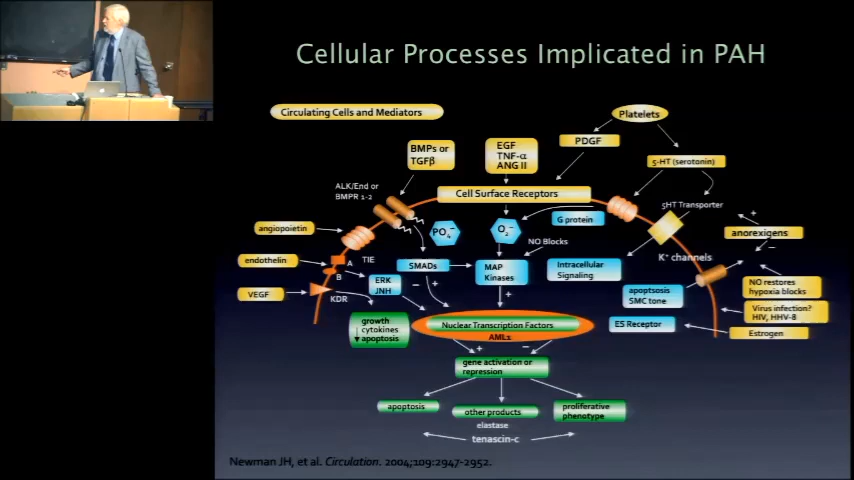 Cellular Processes Implicated in PAH
Circulating Cells and Mediators
Platelets
BMPs or
TGFβ
EGF
TNF-α
ANG II
PDGF
5-HT (serotonin)
ALK/End or
BMPR 1-2
Cell Surface Receptors
5HT Transporter
angiopoietin
PO4−
O2−
G protein
anorexigens
+
−
NO Blocks
TIE
K+ channels
endothelin
A
B
SMADs
MAP
Kinases
Intracellular
Signaling
ERK
JNH
− +
+
NO restores
hypoxia blocks
VEGF
KDR
apoptsosis
SMC tone
Virus infection?
HIV, HHV-8
growth
cytokines
apoptosis
Nuclear Transcription Factors
AMLs
ES Receptor
Estrogen
+ −
gene activation or
repression
apoptosis
other products
proliferative
phenotype
elastase
tenascin-c
Newman JH, et al. Circulation. 2004;109:2947-2952.